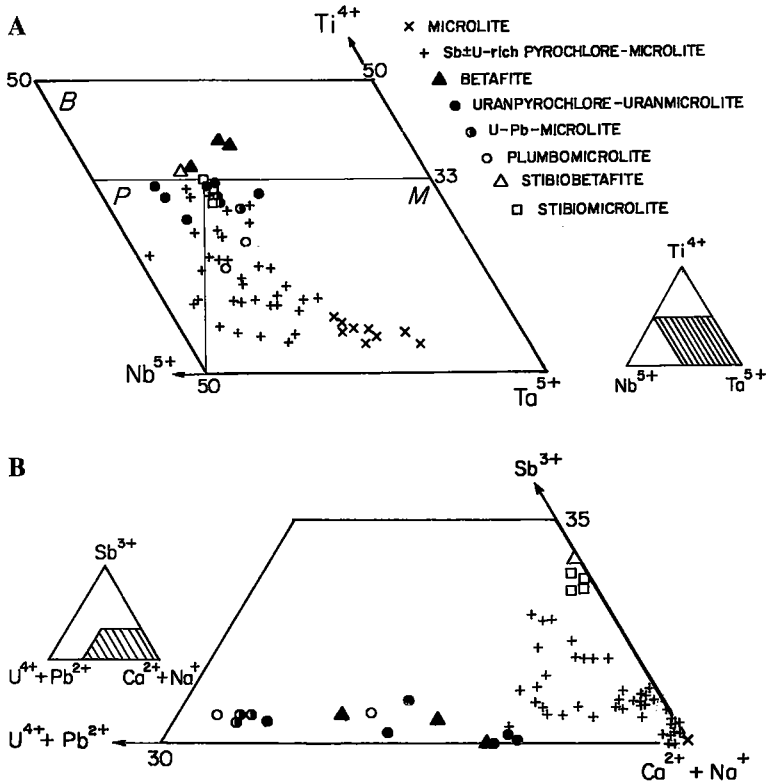 A
Ti4+
50
50
B
P
M
33
Nb5+
50
Ta5+
MICROLITE
Sb±U-rich PYROCHLORE-MICROLITE
BETAFITE
URANPYROCHLORE-URANMICROLITE
U-Pb-MICROLITE
PLUMBOMICROLITE
STIBIOBETAFITE
STIBIOMICROLITE
Ti4+
Nb5+
Ta5+
B
Sb3+
35
Sb3+
U4++Pb2+
Ca2++Na+
U4++ Pb2+
30
Ca2+ + Na+